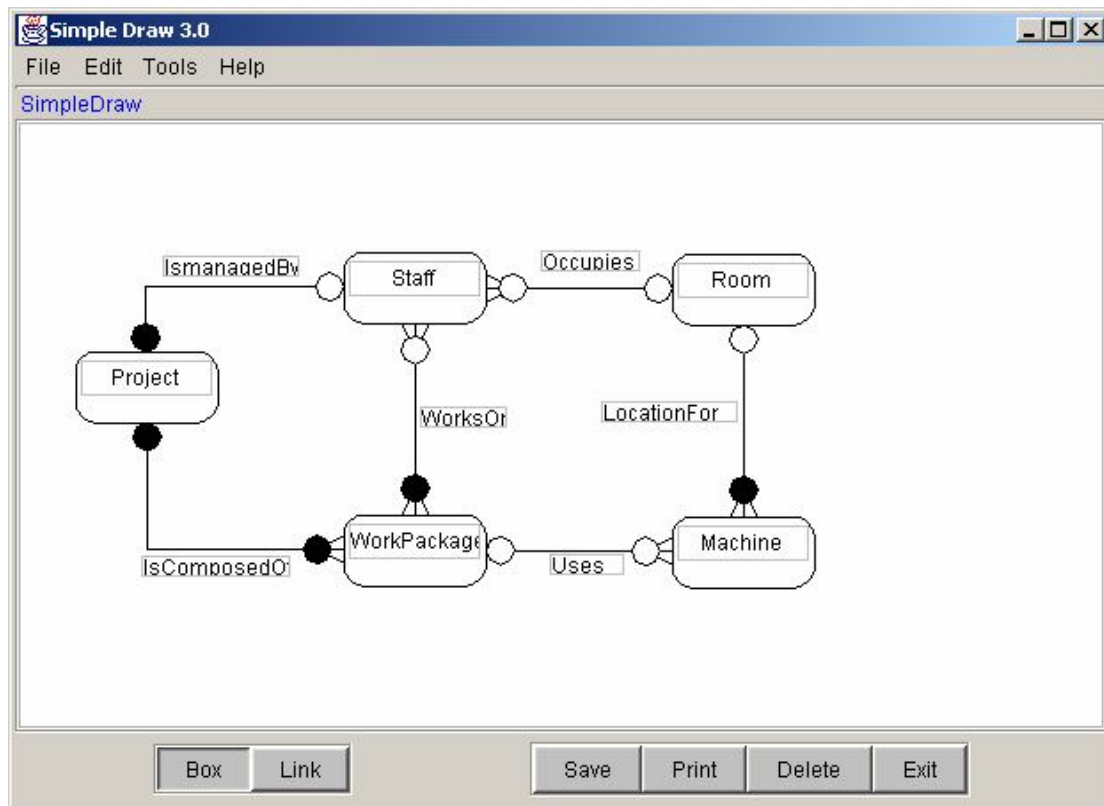 Simple Draw 3.0
File Edit Tools Help
SimpleDraw
IsmanagedBy
Staff
Occupies
Room
Project
WorksOn
LocationFor
WorkPackage
Machine
IsComposedOf
Uses
Box Link Save Print Delete Exit